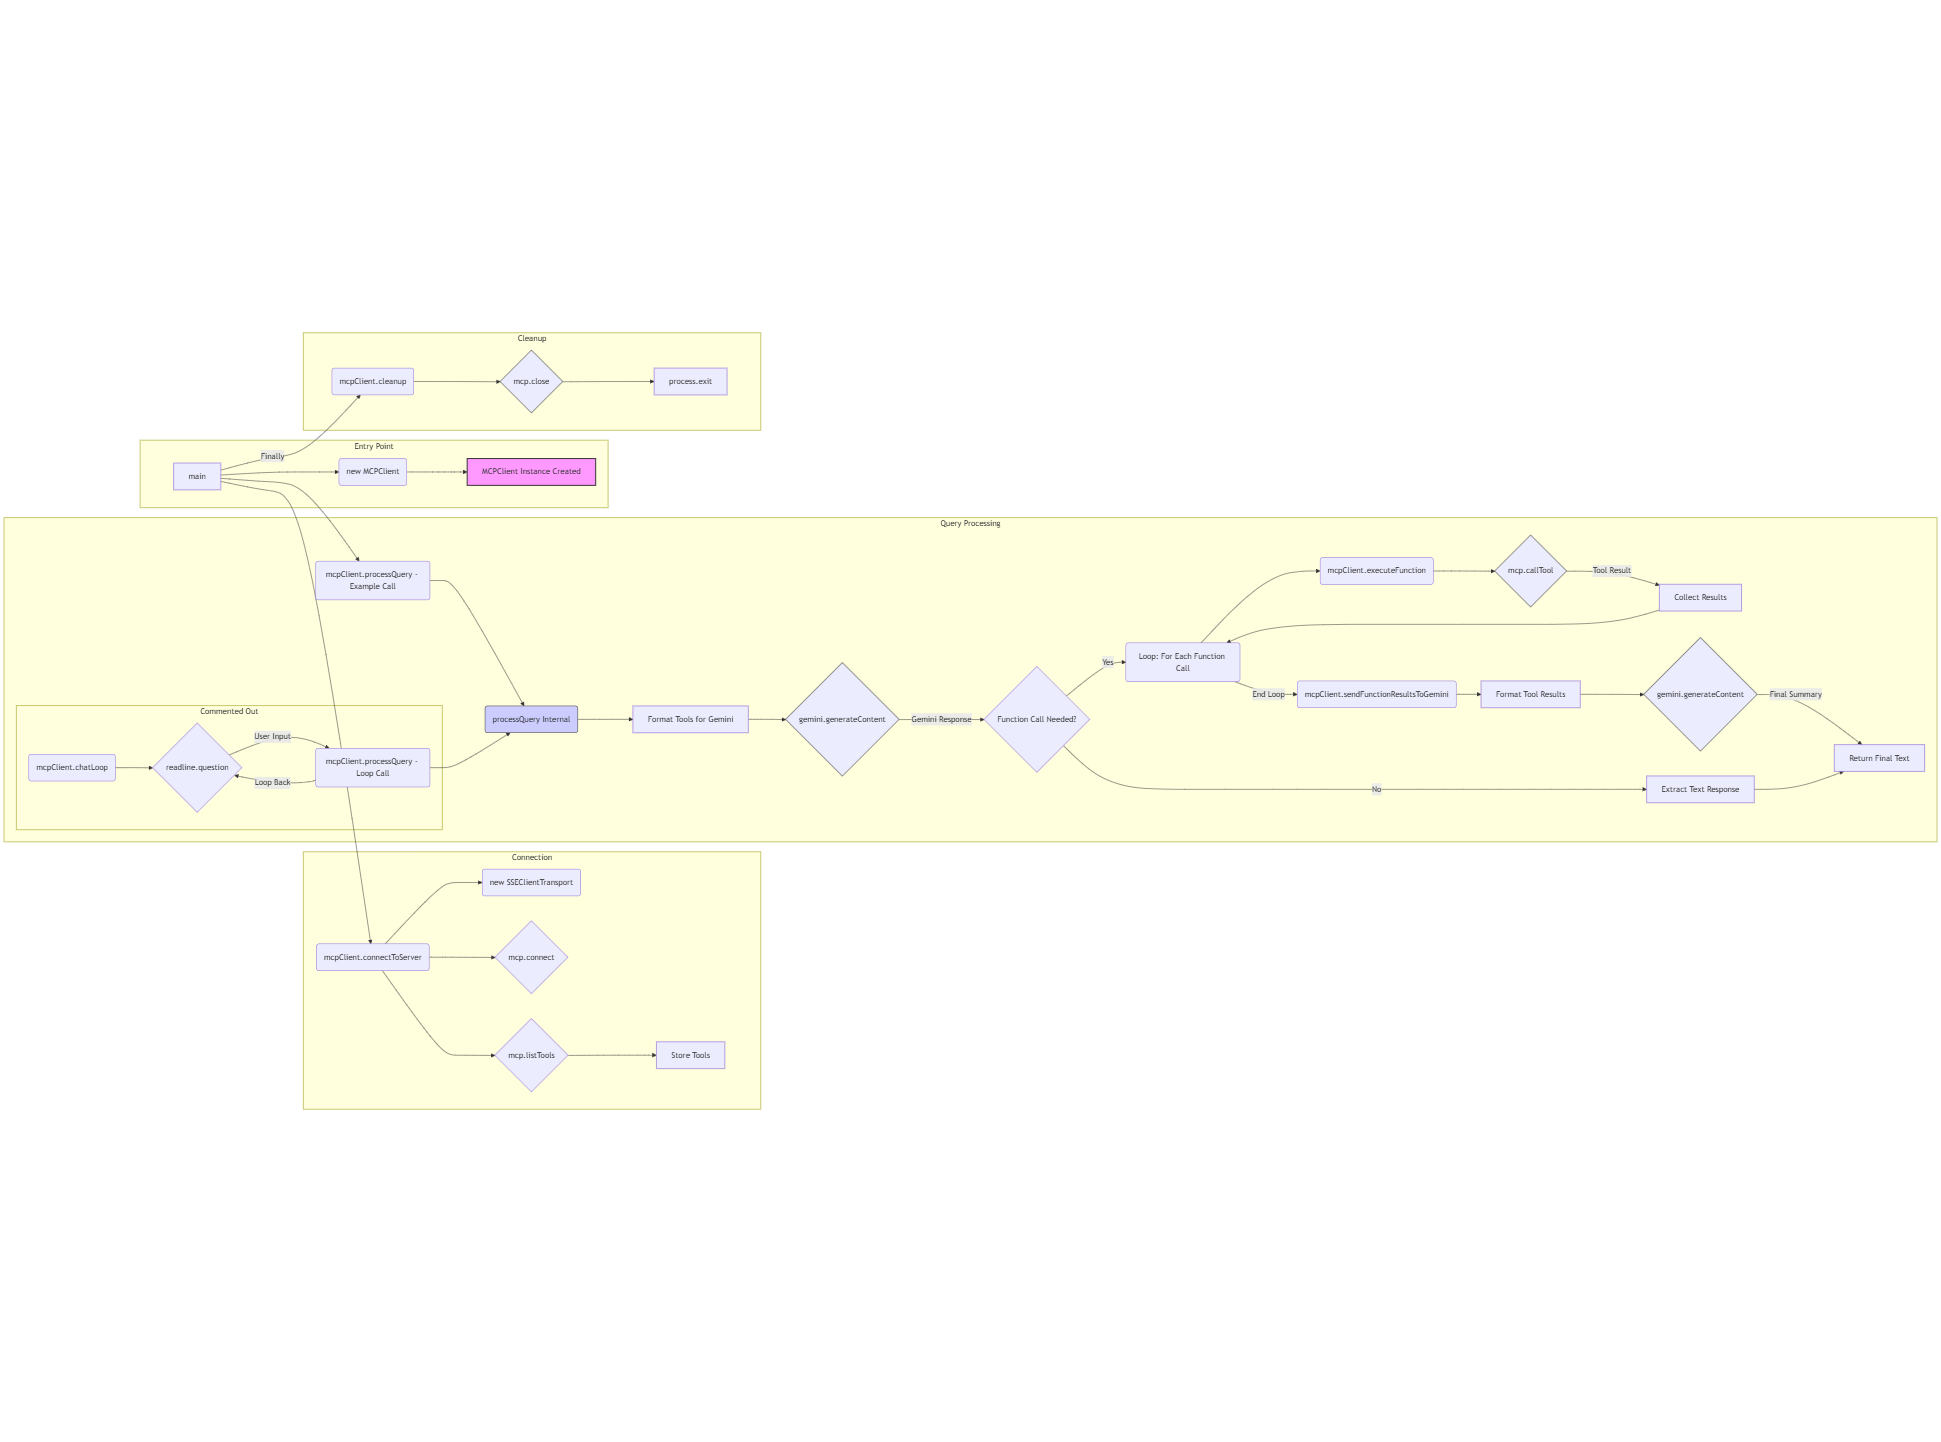 Cleanup
mcpClient.cleanup
mcp.close
process.exit
Finally
Entry Point
main
new MCPClient
MCPClient Instance Created
Query Processing
mcpClient.processQuery -
Example Call
Commented Out
mcpClient.chatLoop
readline.question
User Input
Loop Back
mcpClient.processQuery -
Loop Call
processQuery Internal
Format Tools for Gemini
gemini.generateContent
Gemini Response
Function Call Needed?
Yes
No
Loop: For Each Function
Call
mcpClient.executeFunction
mcp.callTool
Tool Result
Collect Results
End Loop
mcpClient.sendFunctionResultsToGemini
Format Tool Results
gemini.generateContent
Final Summary
Extract Text Response
Return Final Text
Connection
new SSEClientTransport
mcpClient.connectToServer
mcp.connect
mcp.listTools
Store Tools